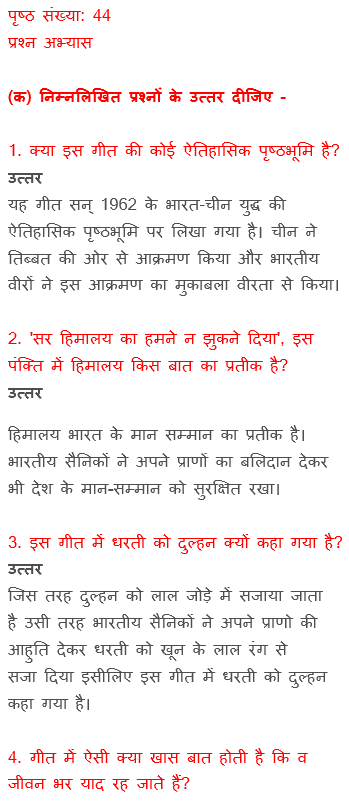 पृष्ठ संख्या: 44
प्रश्न अभ्यास
(क) निम्नलिखित प्रश्नों के उत्तर दीजिए -
1. क्या इस गीत की कोई ऐतिहासिक पृष्ठभूमि है?
उत्तर
यह गीत सन् 1962 के भारत-चीन युद्ध की
ऐतिहासिक पृष्ठभूमि पर लिखा गया है। चीन ने
तिब्बत की ओर से आक्रमण किया और भारतीय
वीरों ने इस आक्रमण का मुकाबला वीरता से किया।
2. 'सर हिमालय का हमने न झुकने दिया', इस
पंक्ति में हिमालय किस बात का प्रतीक है?
उत्तर
हिमालय भारत के मान सम्मान का प्रतीक है।
भारतीय सैनिकों ने अपने प्राणों का बलिदान देकर
भी देश के मान-सम्मान को सुरक्षित रखा।
3. इस गीत में धरती को दुल्हन क्यों कहा गया है?
उत्तर
जिस तरह दुल्हन को लाल जोड़े में सजाया जाता
है उसी तरह भारतीय सैनिकों ने अपने प्राणो की
आहुति देकर धरती को खून के लाल रंग से
सजा दिया इसीलिए इस गीत में धरती को दुल्हन
कहा गया है।
4. गीत में ऐसी क्या खास बात होती है कि व
जीवन भर याद रह जाते हैं?